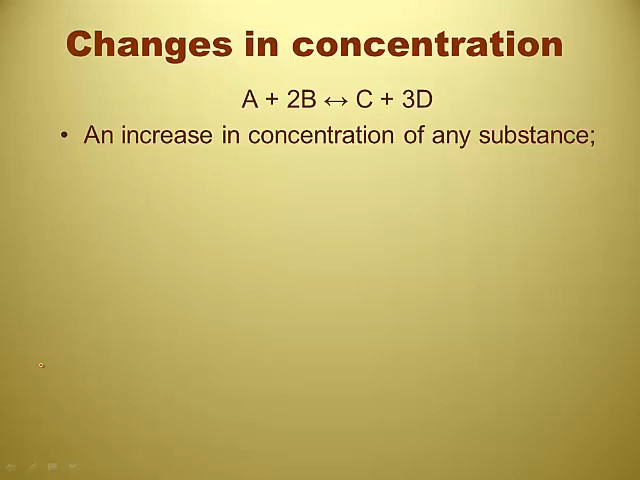 Changes in concentration
A + 2B ↔ C + 3D
• An increase in concentration of any substance;